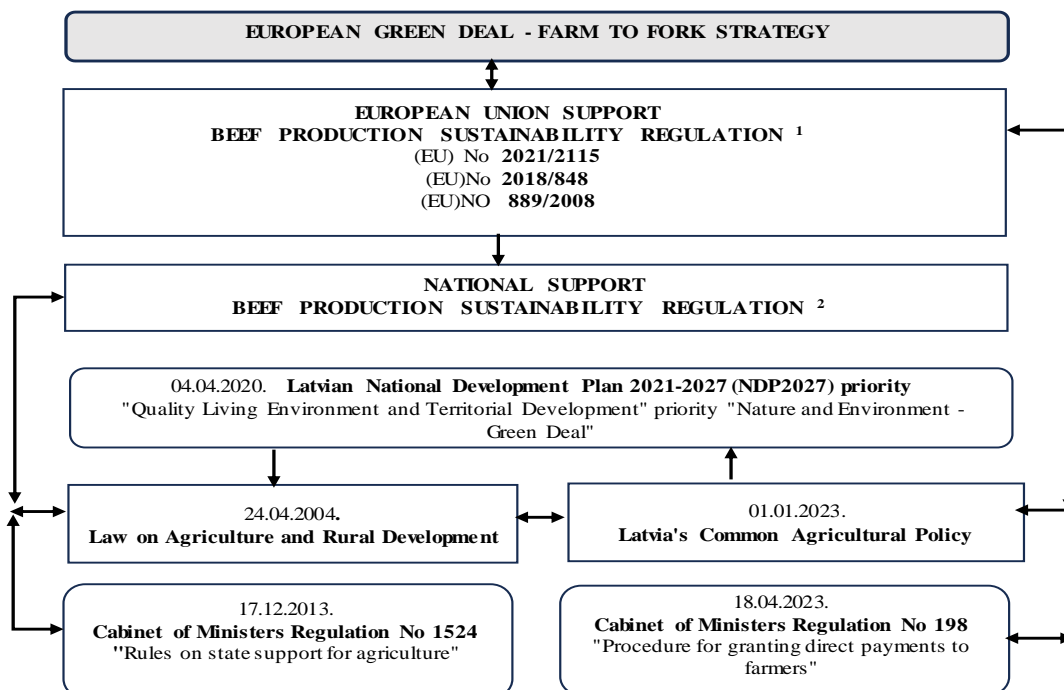 EUROPEAN GREEN DEAL - FARM TO FORK STRATEGY
EUROPEAN UNION SUPPORT
BEEF PRODUCTION SUSTAINABILITY REGULATION ¹
(EU) No 2021/2115
(EU)No 2018/848
(EU)NO 889/2008
NATIONAL SUPPORT
BEEF PRODUCTION SUSTAINABILITY REGULATION ²
04.04.2020. Latvian National Development Plan 2021-2027 (NDP2027) priority
"Quality Living Environment and Territorial Development" priority "Nature and Environment -
Green Deal"
24.04.2004.
Law on Agriculture and Rural Development
01.01.2023.
Latvia's Common Agricultural Policy
17.12.2013.
Cabinet of Ministers Regulation No 1524
"Rules on state support for agriculture"
18.04.2023.
Cabinet of Ministers Regulation No 198
"Procedure for granting direct payments to
farmers"